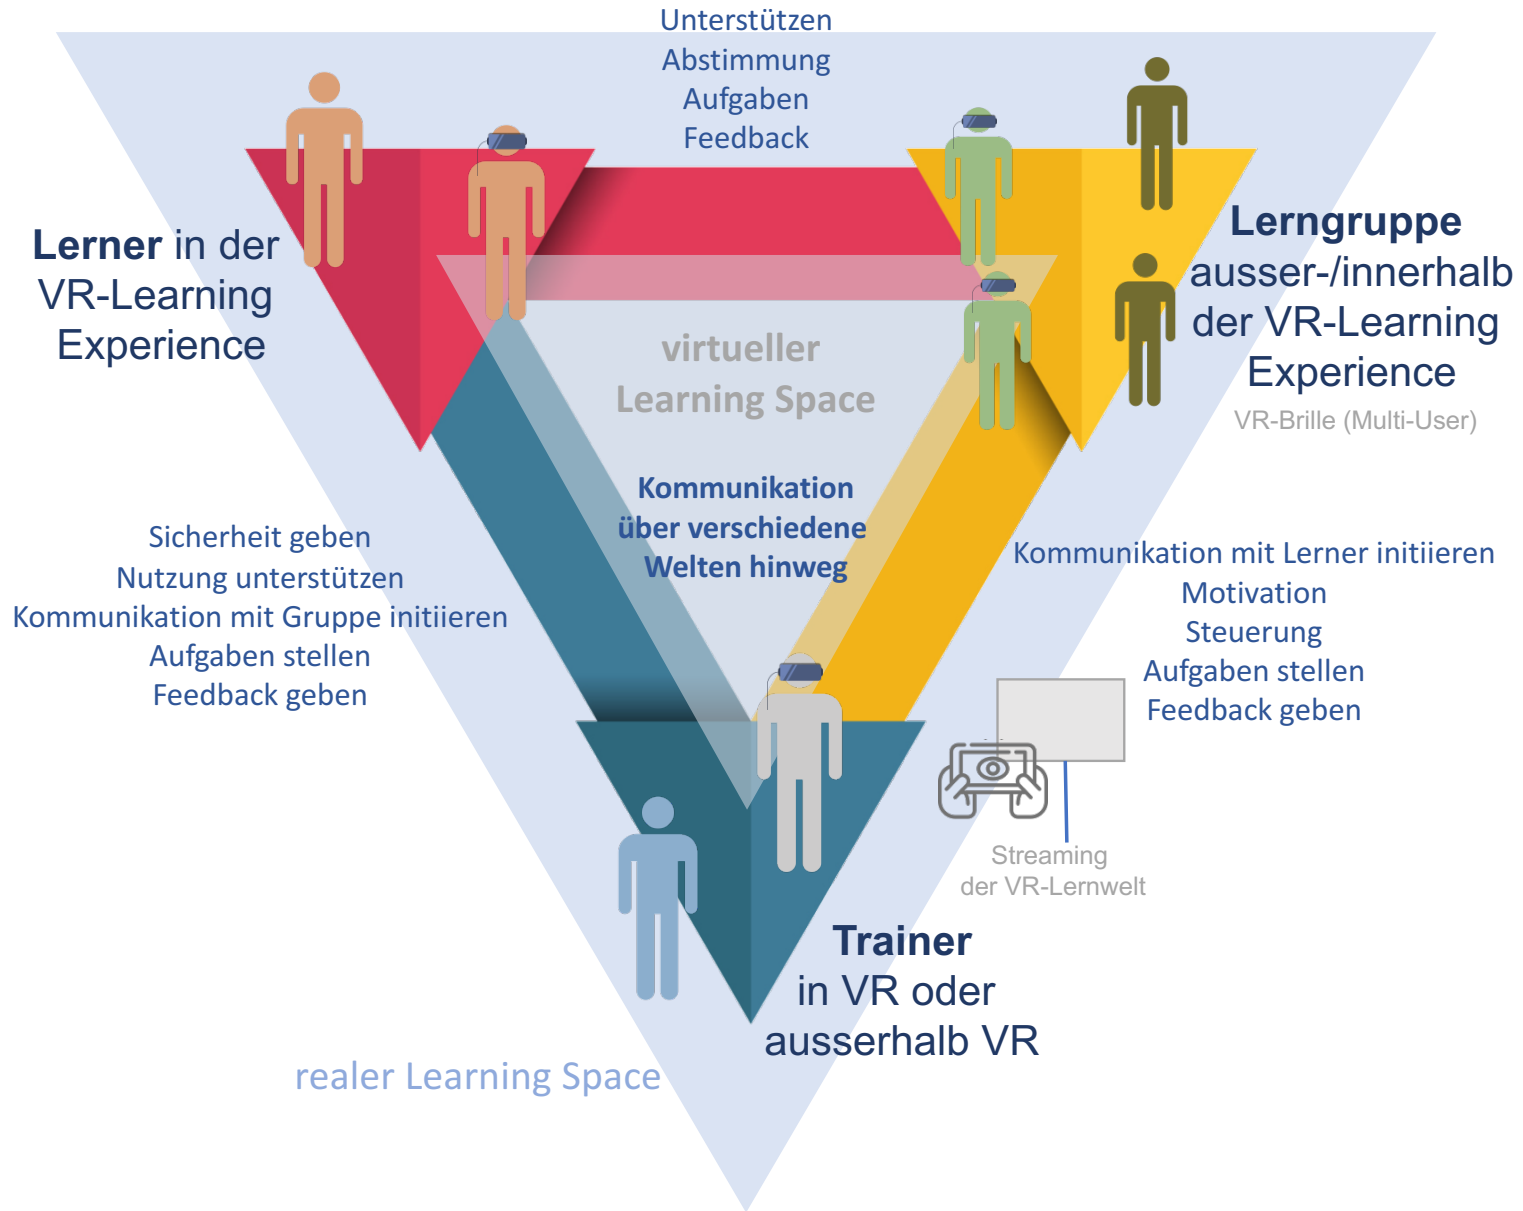 Unterstützen
Abstimmung
Aufgaben
Feedback
Lerner in der
VR-Learning
Experience
Lerngruppe
ausser-/innerhalb
der VR-Learning
Experience
VR-Brille (Multi-User)
virtueller
Learning Space
Kommunikation
über verschiedene
Welten hinweg
Sicherheit geben
Nutzung unterstützen
Kommunikation mit Gruppe initiieren
Aufgaben stellen
Feedback geben
Kommunikation mit Lerner initiieren
Motivation
Steuerung
Aufgaben stellen
Feedback geben
Streaming
der VR-Lernwelt
Trainer
in VR oder
ausserhalb VR
realer Learning Space